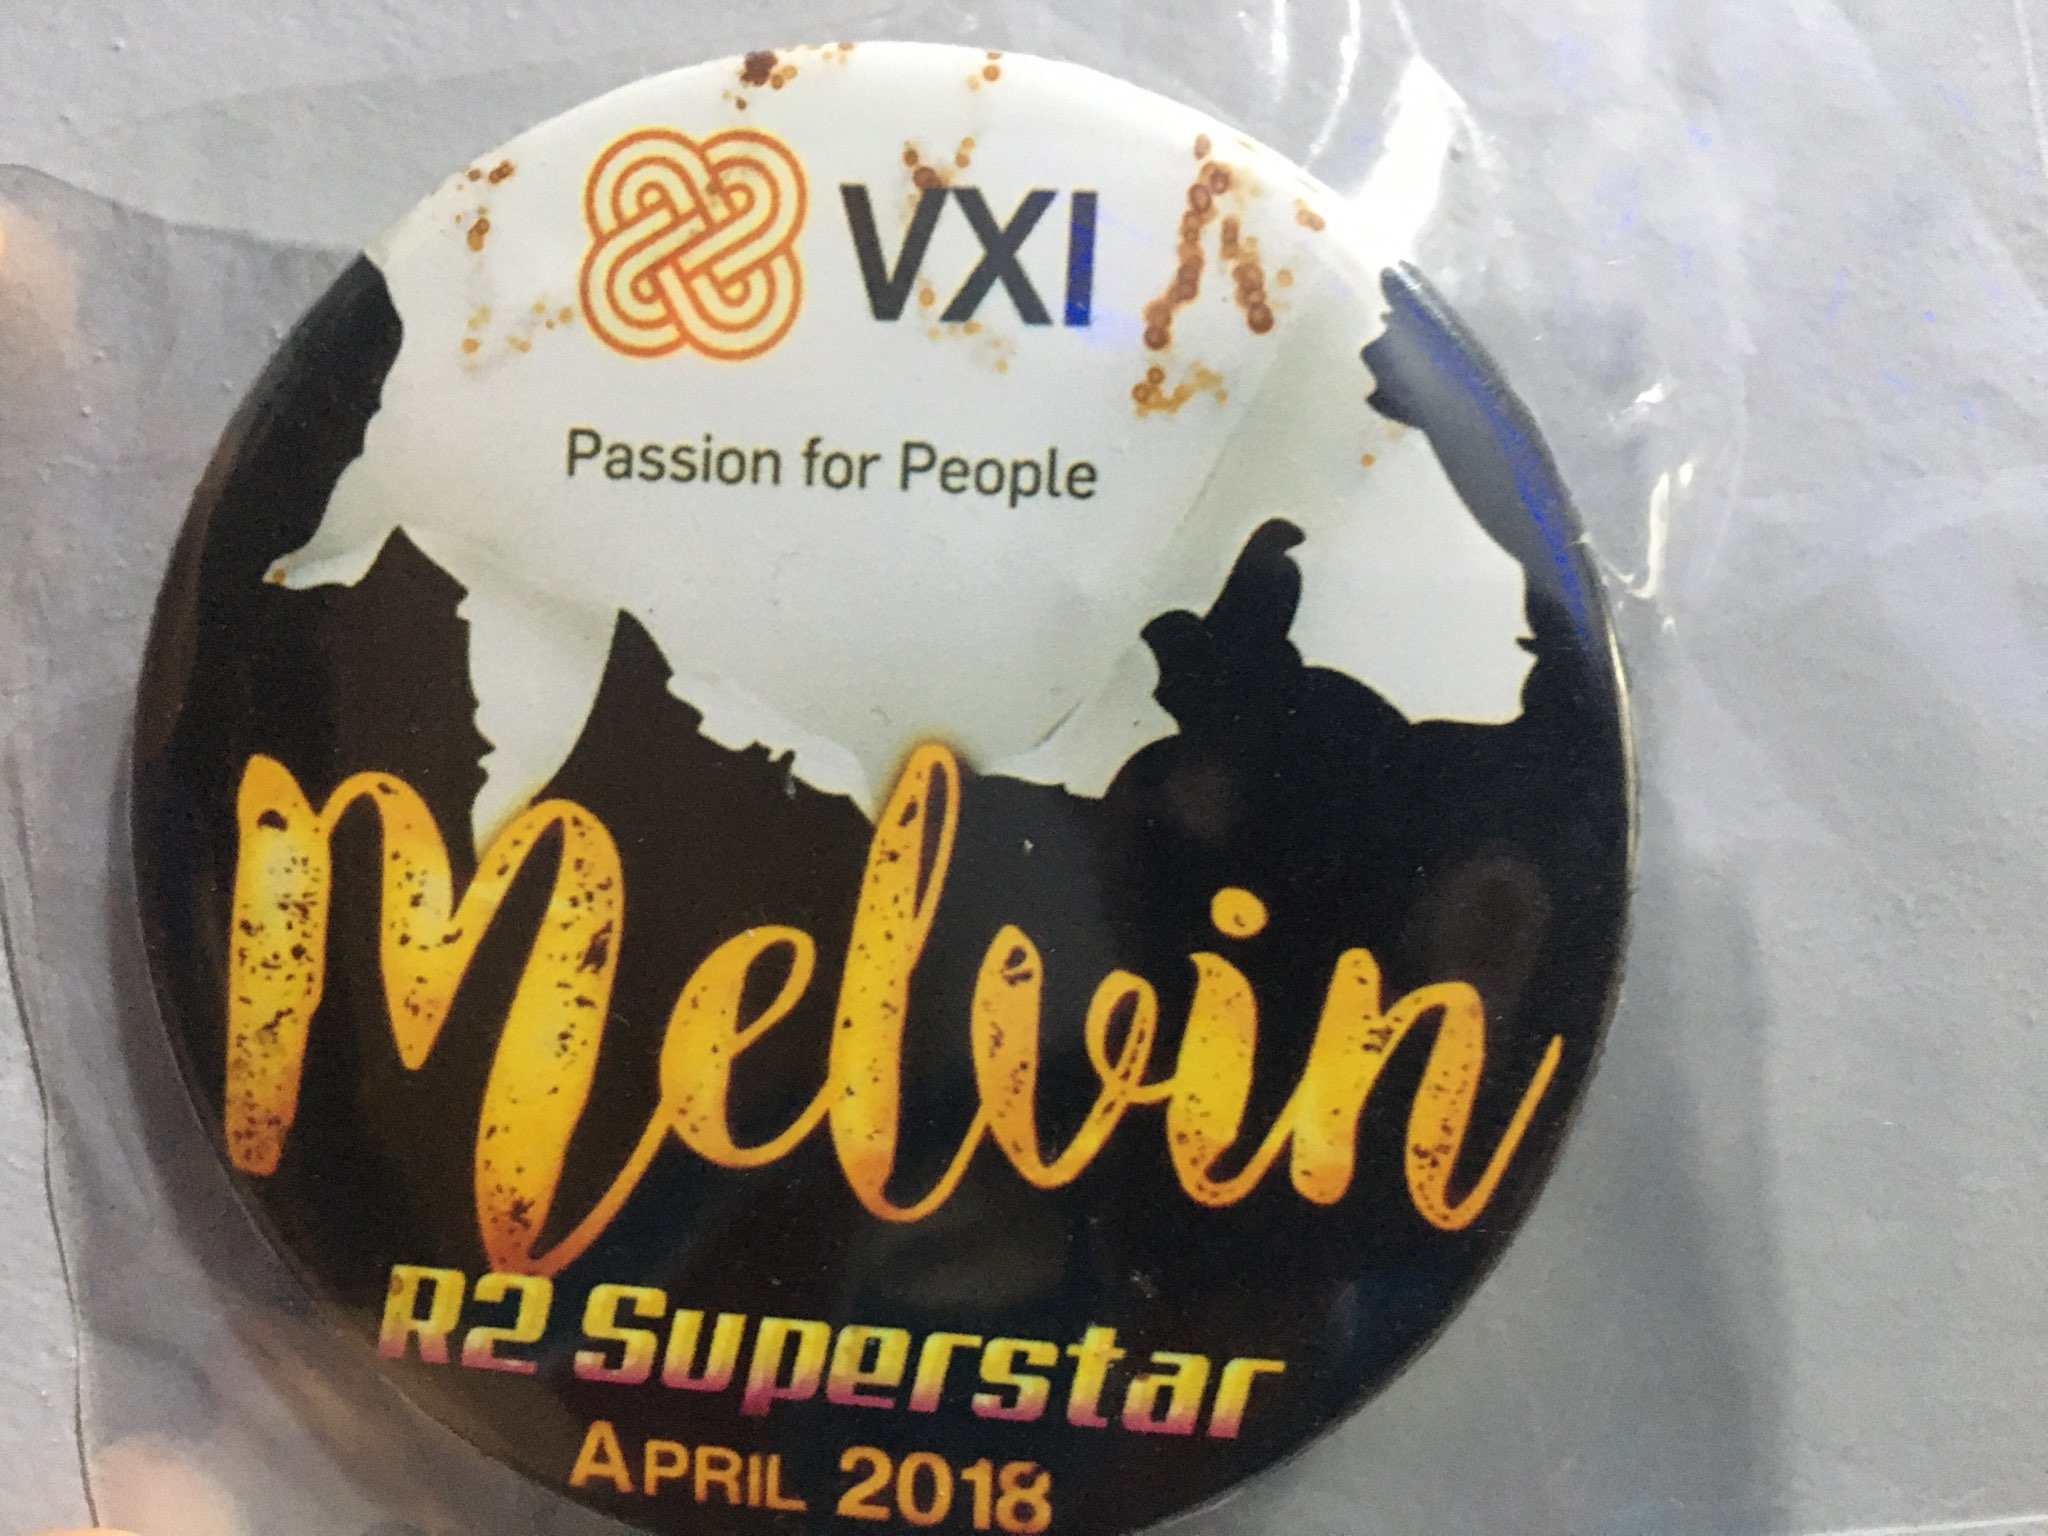 VXI
Passion for People
Melvin
R2 Superstar
APRIL 2018